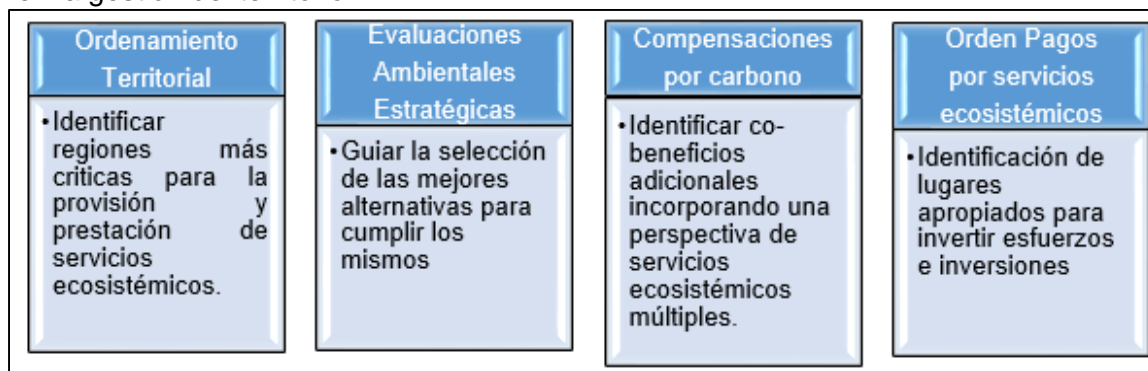 Ordenamiento
Territorial
•Identificar
regiones más
criticas para la
provisión y
prestación de
servicios
ecosistémicos.
Evaluaciones
Ambientales
Estratégicas
•Guiar la selección
de las mejores
alternativas para
cumplir los
mismos
Compensaciones
por carbono
•Identificar co-
beneficios
adicionales
incorporando una
perspectiva de
servicios
ecosistémicos
múltiples.
Orden Pagos
por servicios
ecosistémicos
•Identificación de
lugares
apropiados para
invertir esfuerzos
e inversiones